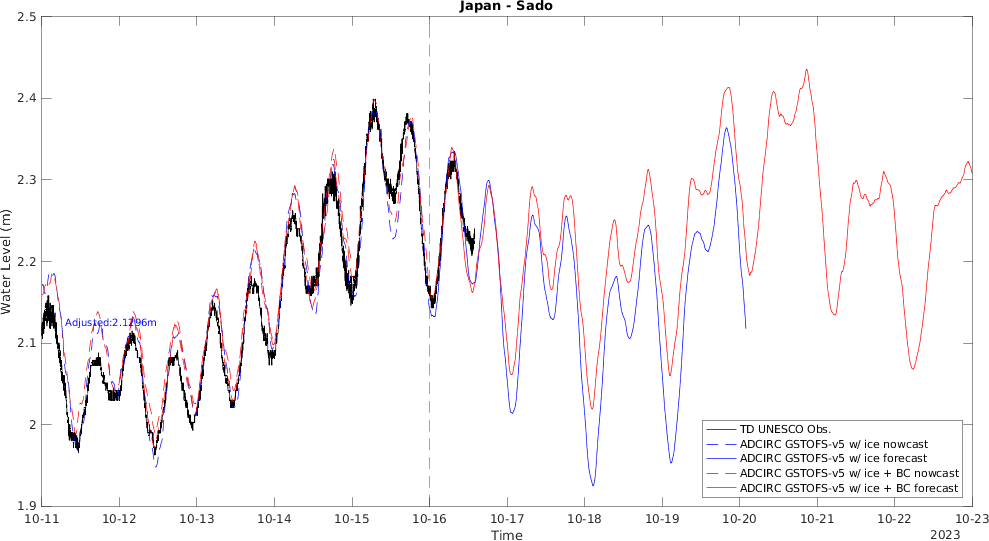 Japan - Sado
Water Level (m)
2.5
2.4
2.3
2.2
2.1
2
1.9
Adjusted:2.1296m
TD UNESCO Obs.
ADCIRC GSTOFS-v5 w/ ice nowcast
ADCIRC GSTOFS-v5 w/ ice forecast
ADCIRC GSTOFS-v5 w/ ice + BC nowcast
ADCIRC GSTOFS-v5 w/ ice + BC forecast
10-11 10-12 10-13 10-14 10-15 10-16 10-17 10-18 10-19 10-20 10-21 10-22 10-23
Time
2023